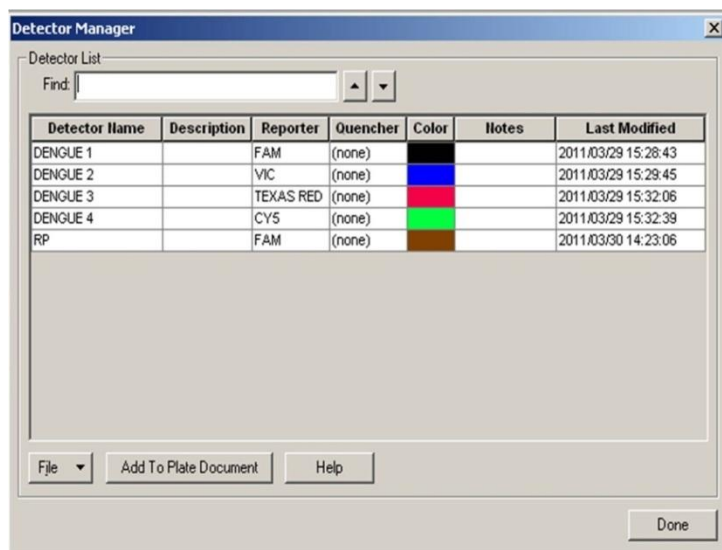 Detector Manager X
Detector List
Find:
Detector Name Description Reporter Quencher Color Notes Last Modified
DENGUE 1 FAM (none) 2011/03/29 15:28:43
DENGUE 2 VIC (none) 2011/03/29 15:29:45
DENGUE 3 TEXAS RED (none) 2011/03/29 15:32:06
DENGUE 4 CY5 (none) 2011/03/29 15:32:39
RP FAM (none) 2011/03/30 14:23:06
File Add To Plate Document Help
Done